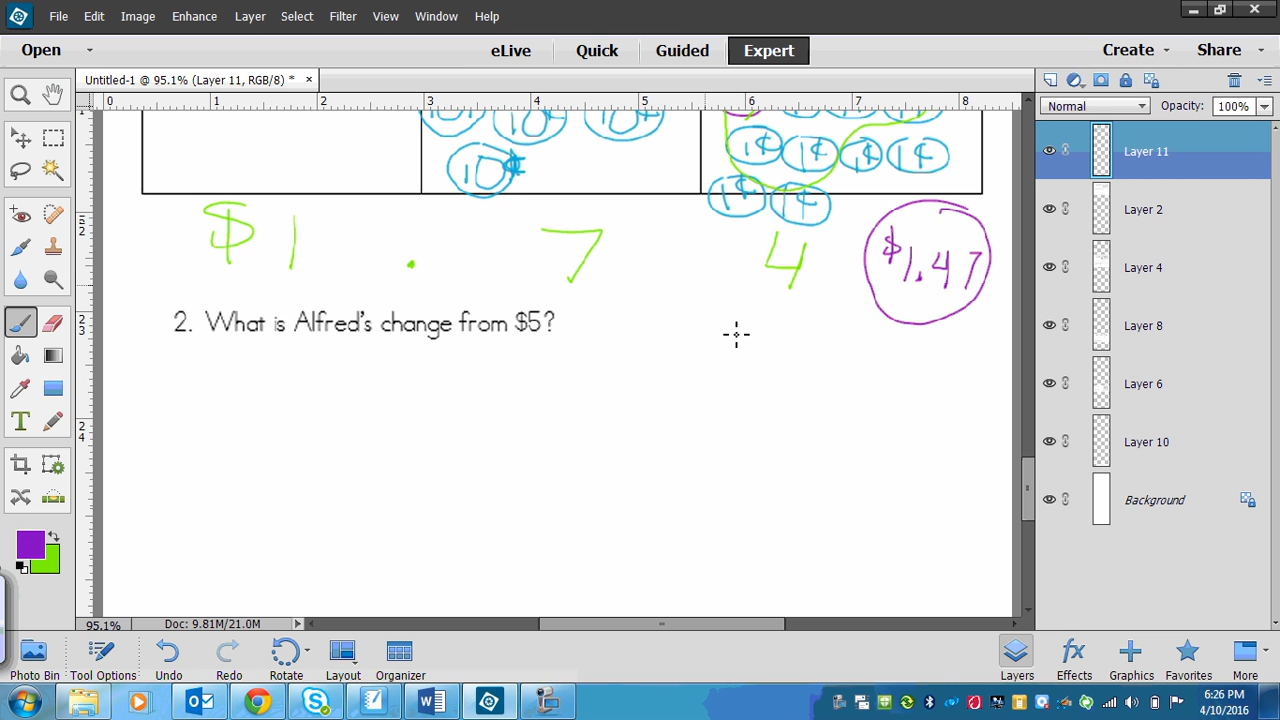 File Edit Image Enhance Layer Select Filter View Window Help
Open eLive Quick Guided Expert Create Share
Untitled-1 @ 95.1% (Layer 11, RGB/8) * ×
Normal Opacity: 100%
0 1 2 3 4 5 6 7 8
10¢ 10¢ 10¢
1¢ 1¢ 1¢ 1¢
10¢
1¢ 1¢
$1 . 7 4
$1.47
2. What is Alfred's change from $5?
Layer 11
Layer 2
Layer 4
Layer 8
Layer 6
Layer 10
Background
95.1% Doc: 9.81M/21.0M
Photo Bin Tool Options Undo Redo Rotate Layout Organizer Layers Effects Graphics Favorites More
6:26 PM
4/10/2016